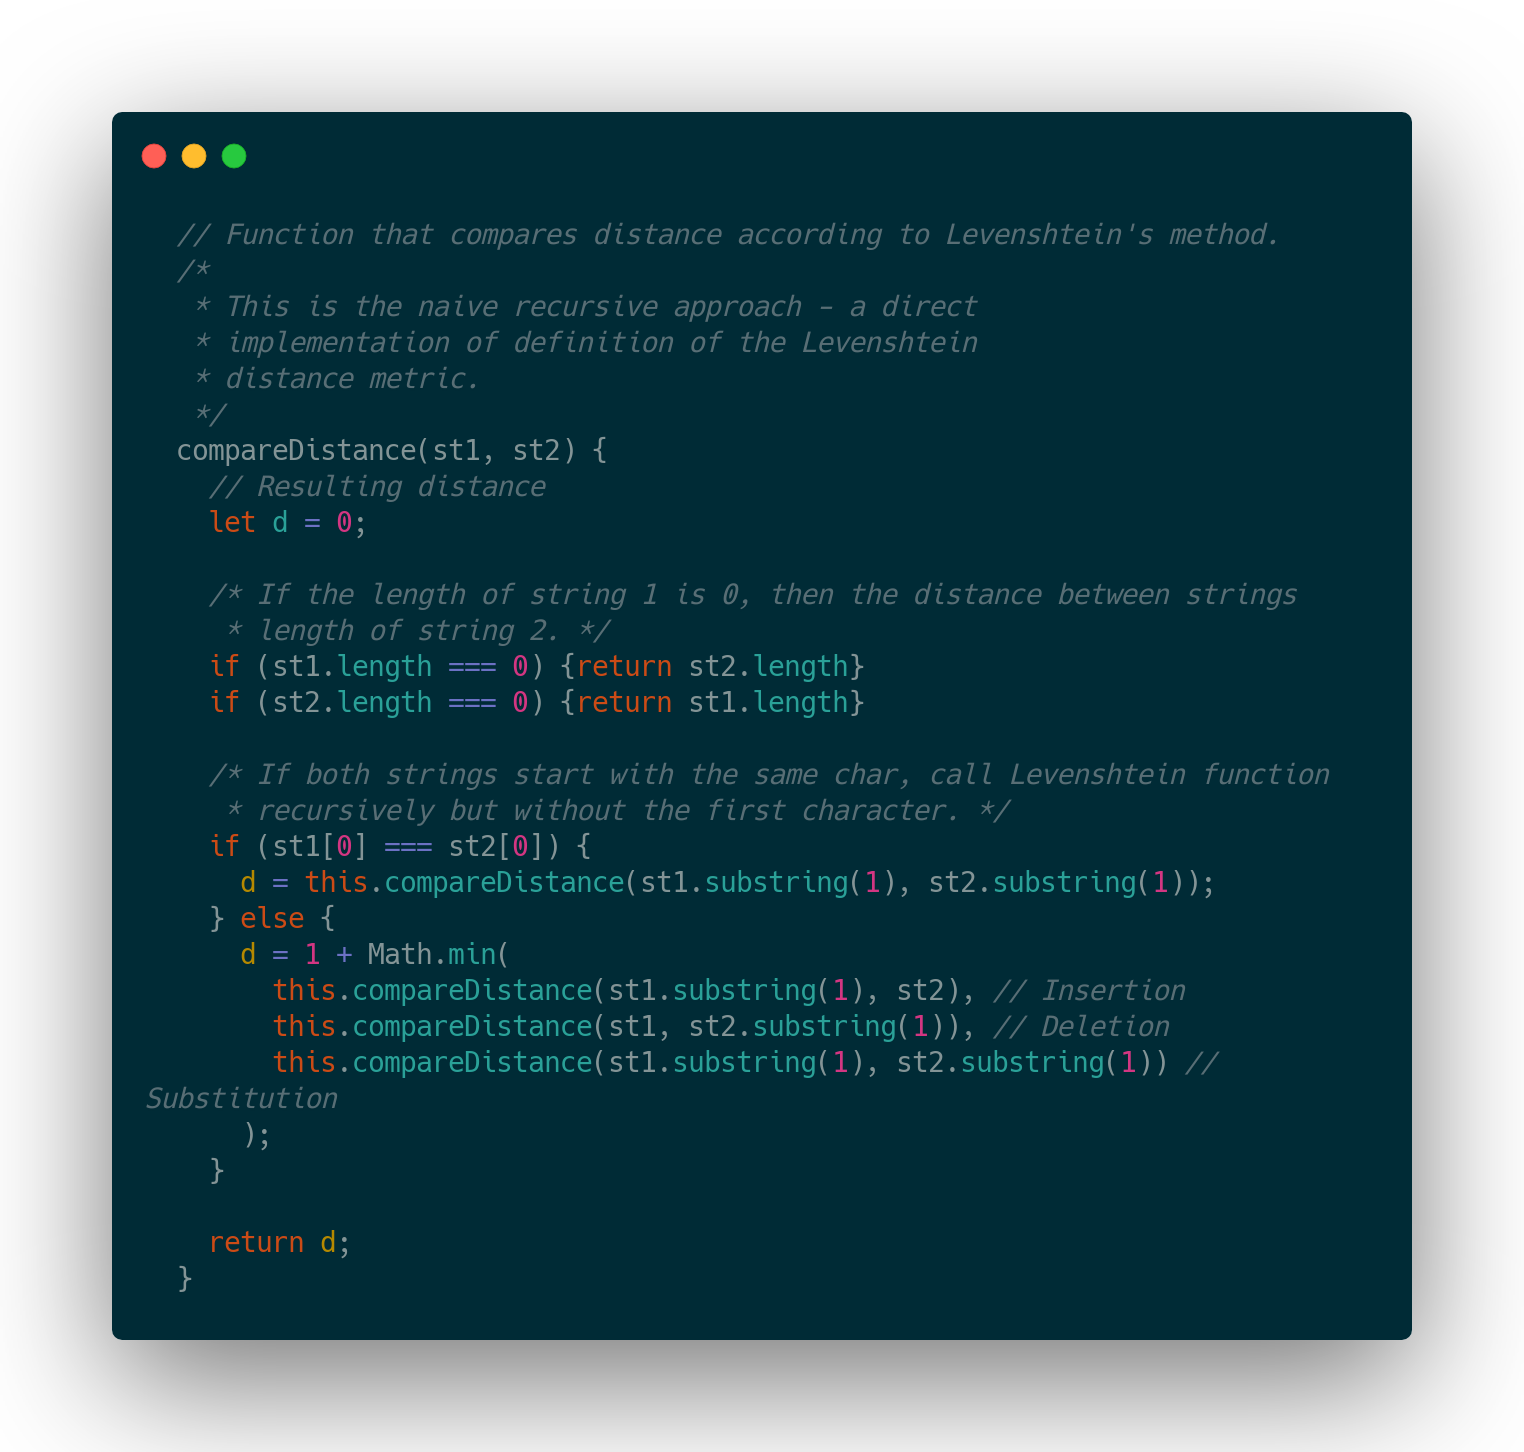 // Function that compares distance according to Levenshtein's method.
/*
 * This is the naive recursive approach – a direct
 * implementation of definition of the Levenshtein
 * distance metric.
 */
compareDistance(st1, st2) {
  // Resulting distance
  let d = 0;

  /* If the length of string 1 is 0, then the distance between strings
   * length of string 2. */
  if (st1.length === 0) {return st2.length}
  if (st2.length === 0) {return st1.length}

  /* If both strings start with the same char, call Levenshtein function
   * recursively but without the first character. */
  if (st1[0] === st2[0]) {
    d = this.compareDistance(st1.substring(1), st2.substring(1));
  } else {
    d = 1 + Math.min(
      this.compareDistance(st1.substring(1), st2), // Insertion
      this.compareDistance(st1, st2.substring(1)), // Deletion
      this.compareDistance(st1.substring(1), st2.substring(1)) //
Substitution
    );
  }

  return d;
}